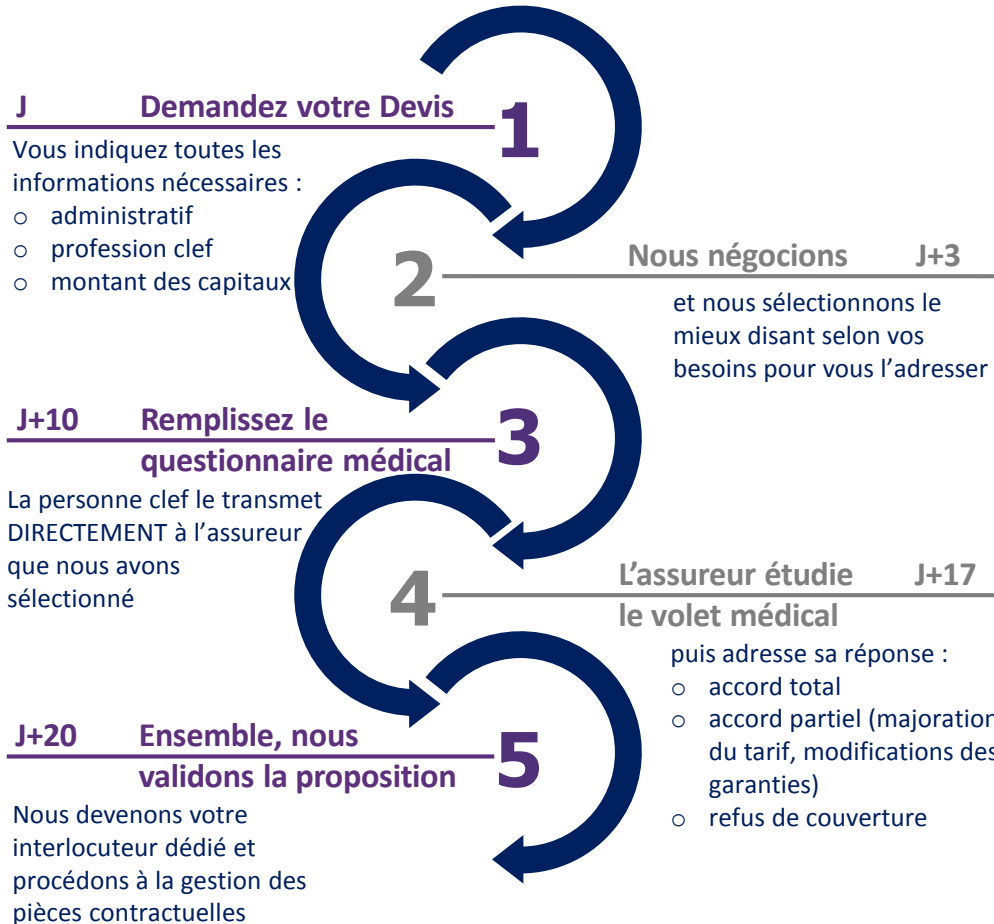 J Demandez votre Devis
1
Vous indiquez toutes les
informations nécessaires :
o administratif
o profession clef
o montant des capitaux
2
Nous négocions J+3
et nous sélectionnons le
mieux disant selon vos
besoins pour vous l’adresser
J+10 Remplissez le
questionnaire médical
3
La personne clef le transmet
DIRECTEMENT à l’assureur
que nous avons
sélectionné
4
L’assureur étudie J+17
le volet médical
puis adresse sa réponse :
o accord total
o accord partiel (majoration
du tarif, modifications des
garanties)
o refus de couverture
J+20 Ensemble, nous
validons la proposition
5
Nous devenons votre
interlocuteur dédié et
procédons à la gestion des
pièces contractuelles